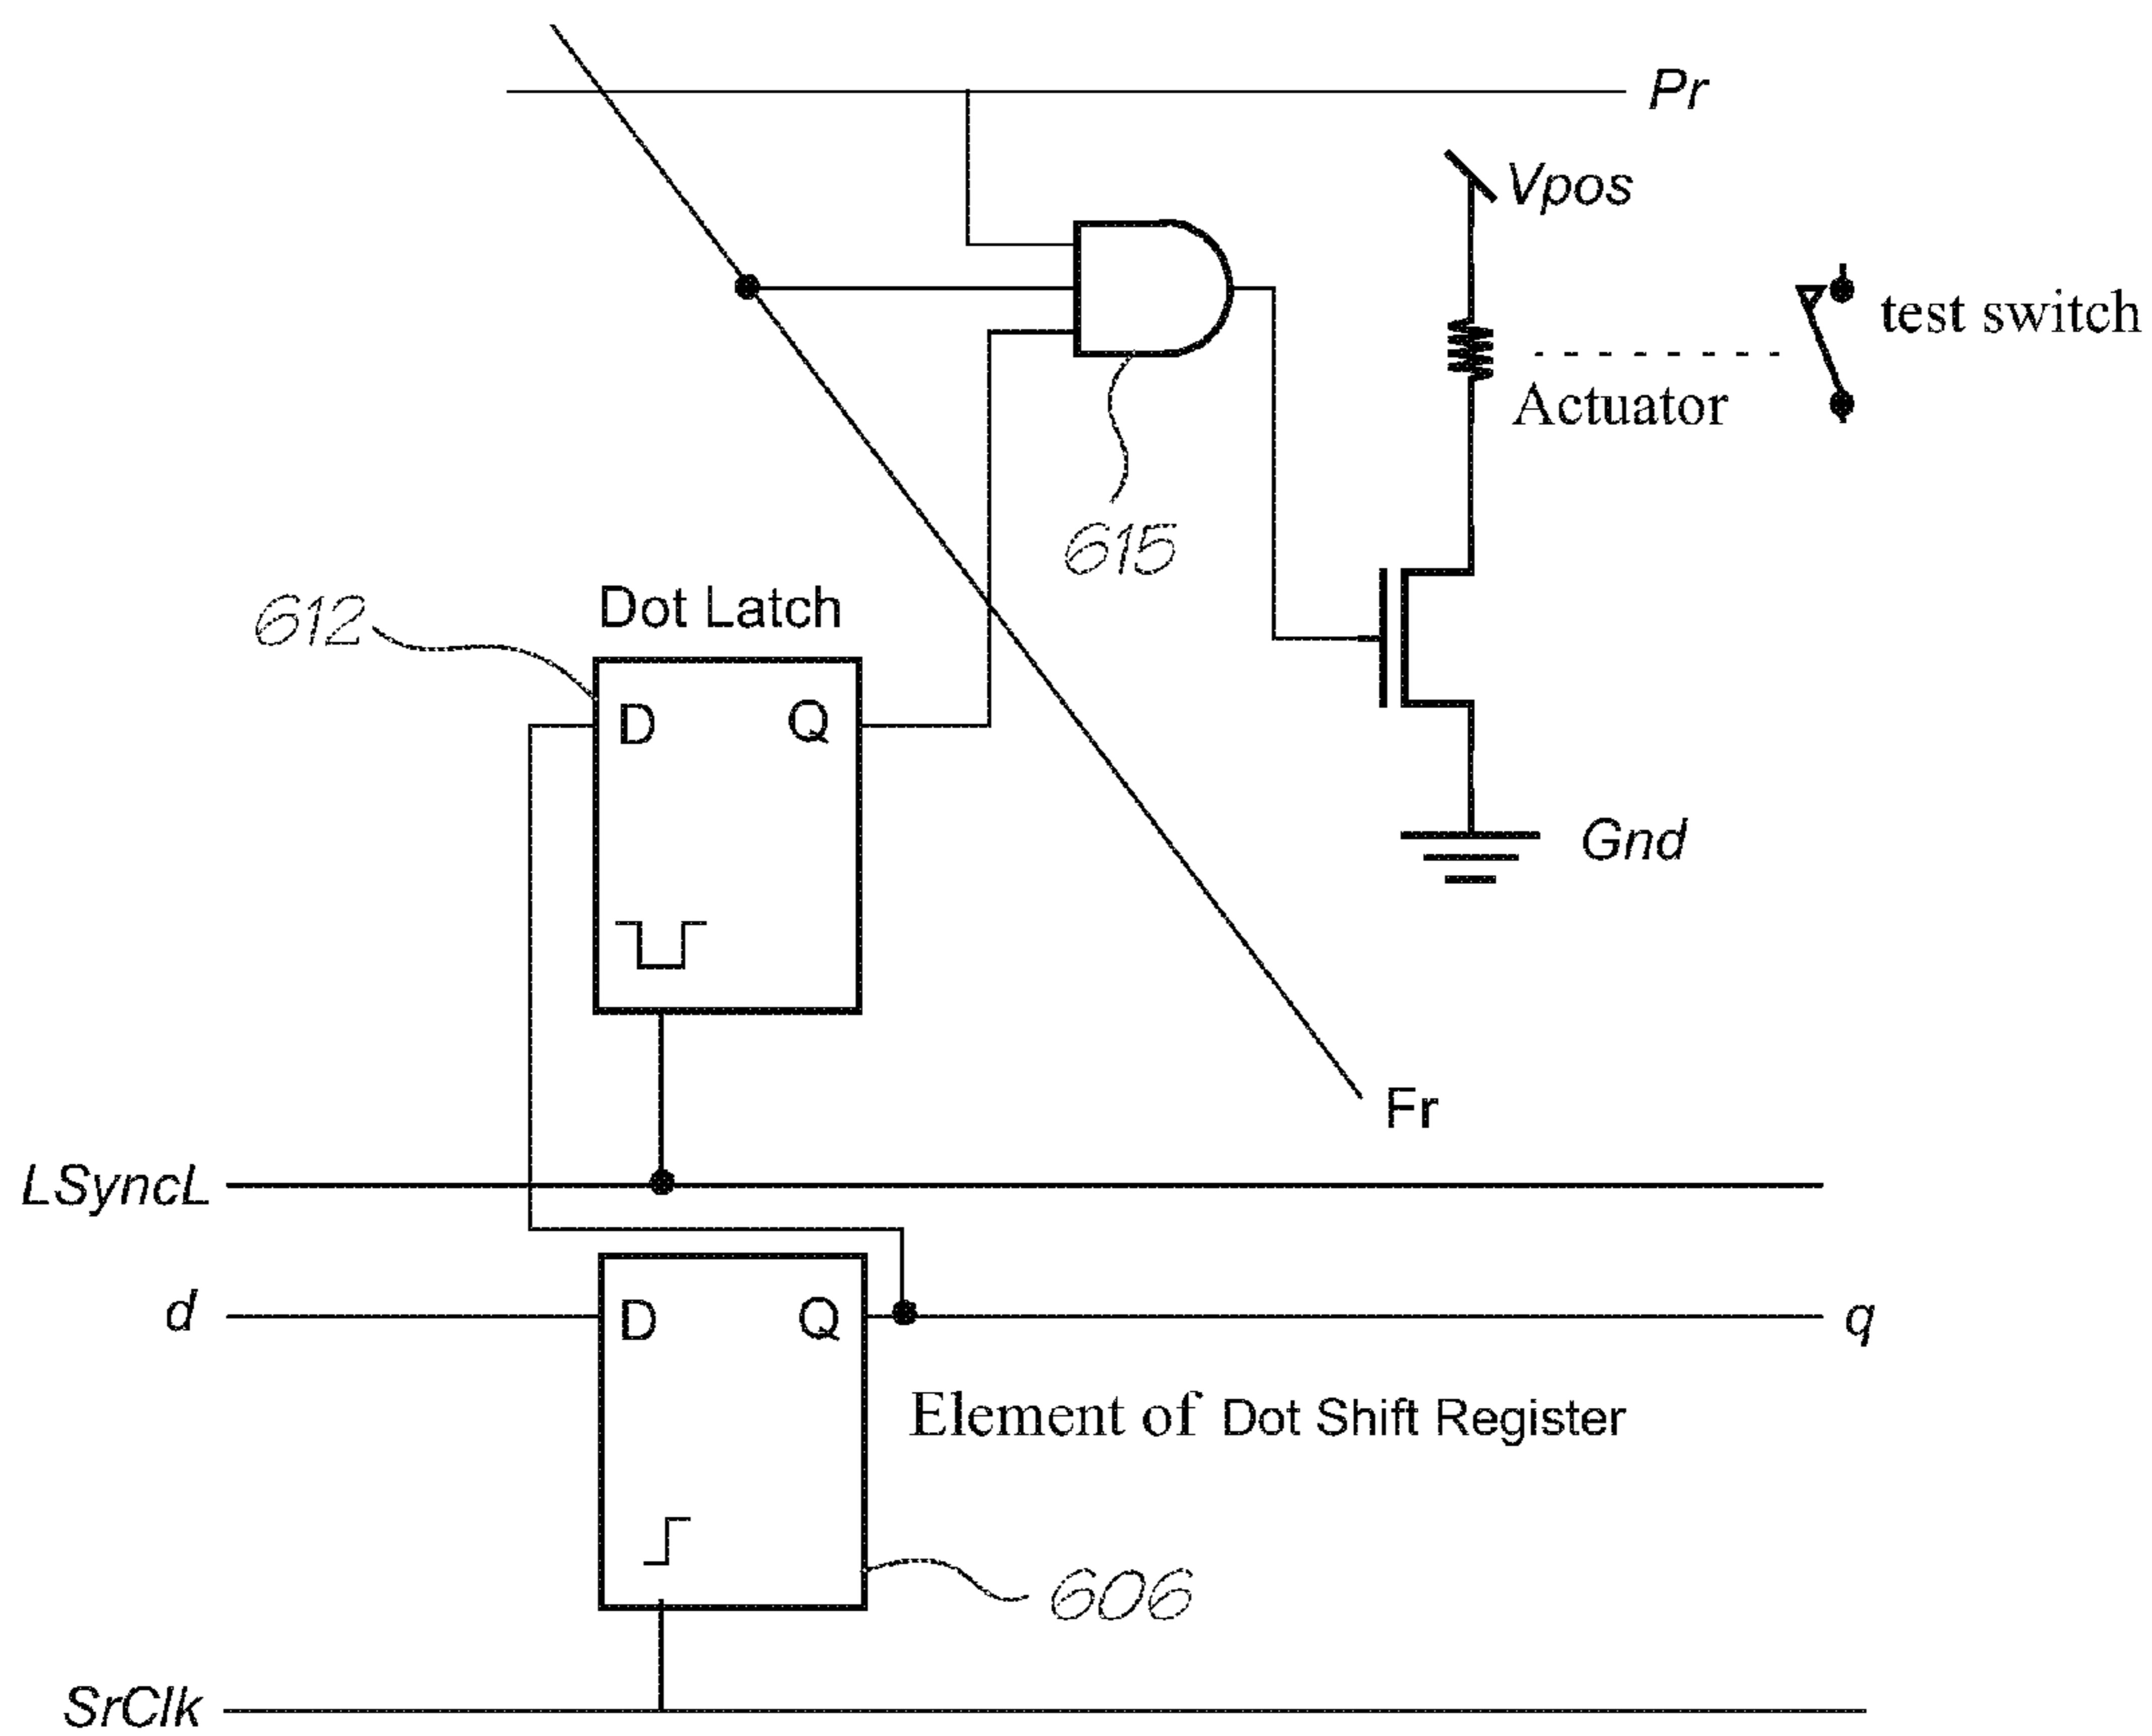 Pr
Vpos
test switch
Actuator
615
612
Dot Latch
D Q
Gnd
Fr
LSyncL
d
D Q
q
Element of Dot Shift Register
606
SrClk